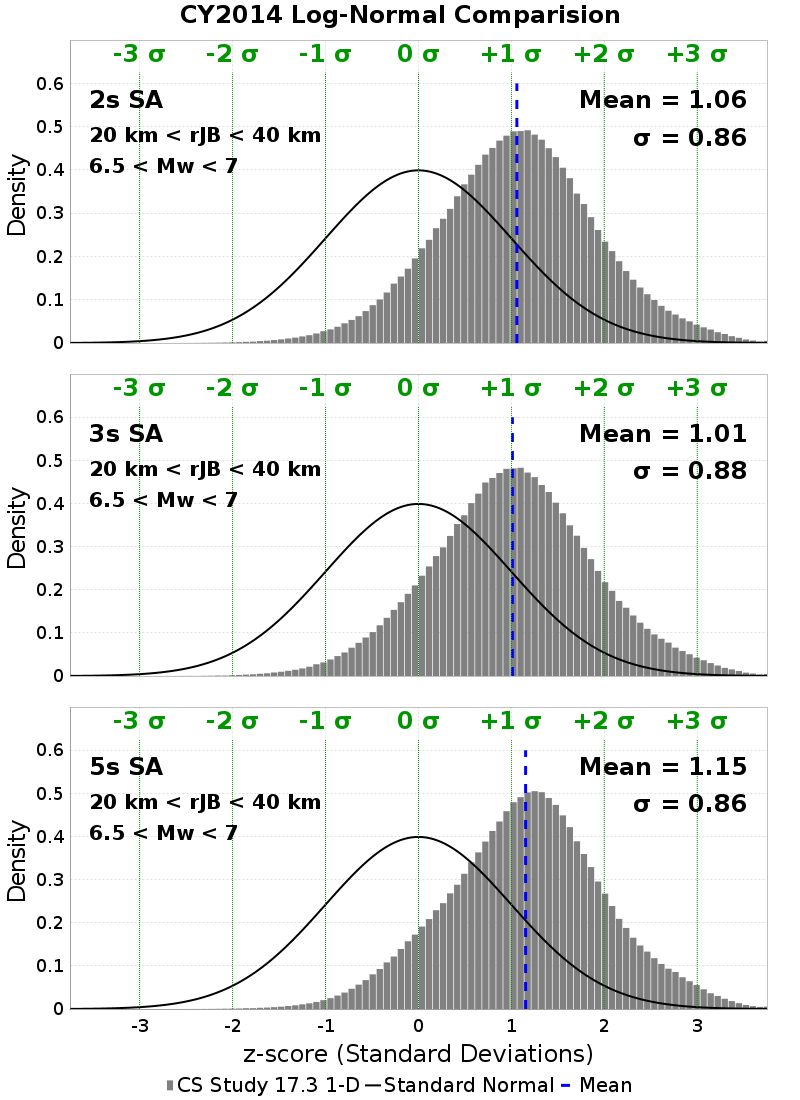 CY2014 Log-Normal Comparision
-3 σ -2 σ -1 σ 0 σ +1 σ +2 σ +3 σ
0.6
0.5
0.4
0.3
0.2
0.1
0
Density
2s SA
20 km < rJB < 40 km
6.5 < Mw < 7
Mean = 1.06
σ = 0.86
-3 σ -2 σ -1 σ 0 σ +1 σ +2 σ +3 σ
0.6
0.5
0.4
0.3
0.2
0.1
0
Density
3s SA
20 km < rJB < 40 km
6.5 < Mw < 7
Mean = 1.01
σ = 0.88
-3 σ -2 σ -1 σ 0 σ +1 σ +2 σ +3 σ
0.6
0.5
0.4
0.3
0.2
0.1
0
Density
5s SA
20 km < rJB < 40 km
6.5 < Mw < 7
Mean = 1.15
σ = 0.86
-3 -2 -1 0 1 2 3
z-score (Standard Deviations)
CS Study 17.3 1-D Standard Normal Mean